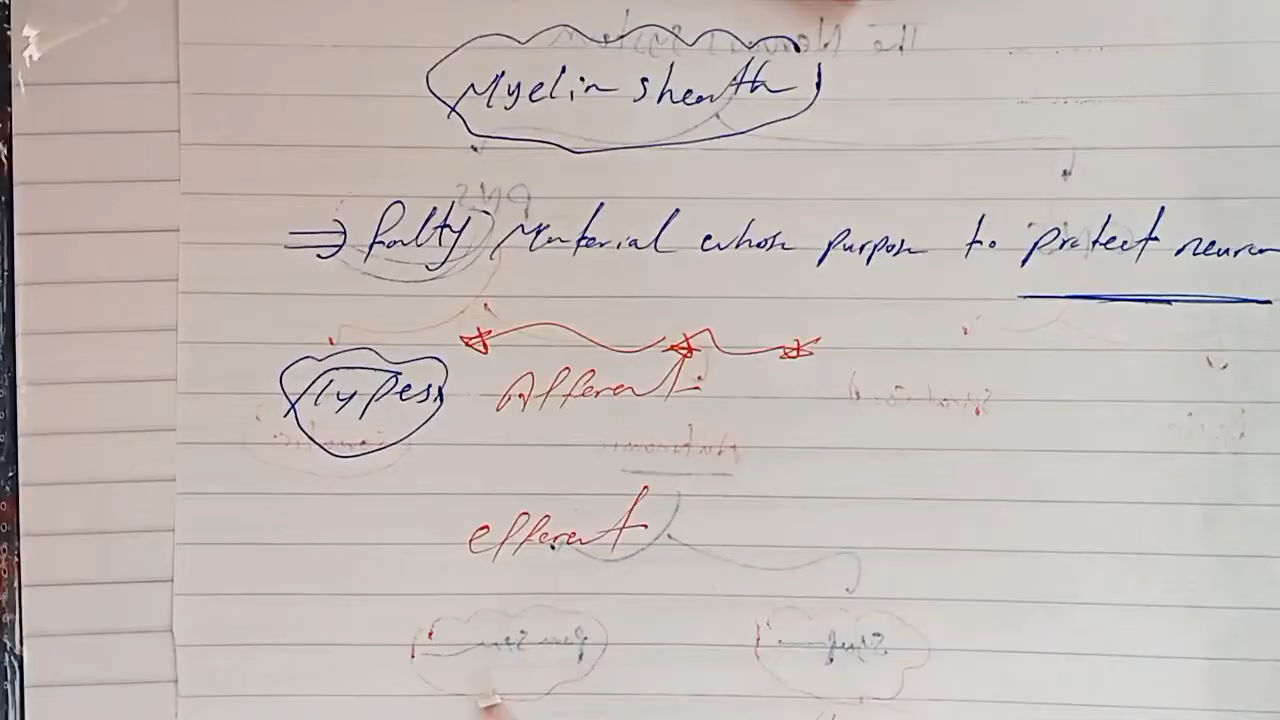 Myelin sheath
⇒ Fatty Material whose purpose to protect neuron
Types Afferent
efferent